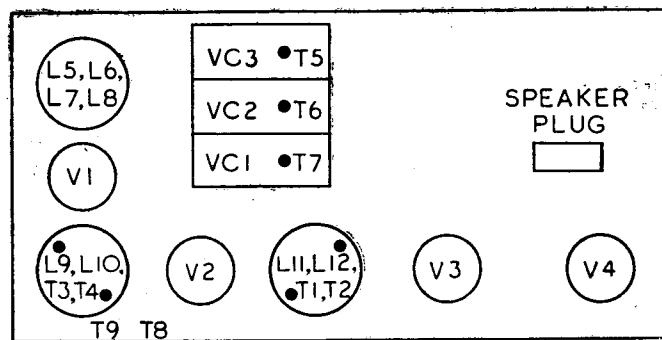 L5, L6,
L7, L8
VC3 T5
VC2 T6
VC1 T7
SPEAKER
PLUG
V1
L9, L10,
T3, T4
V2
L11, L12,
T1, T2
V3
V4
T9 T8